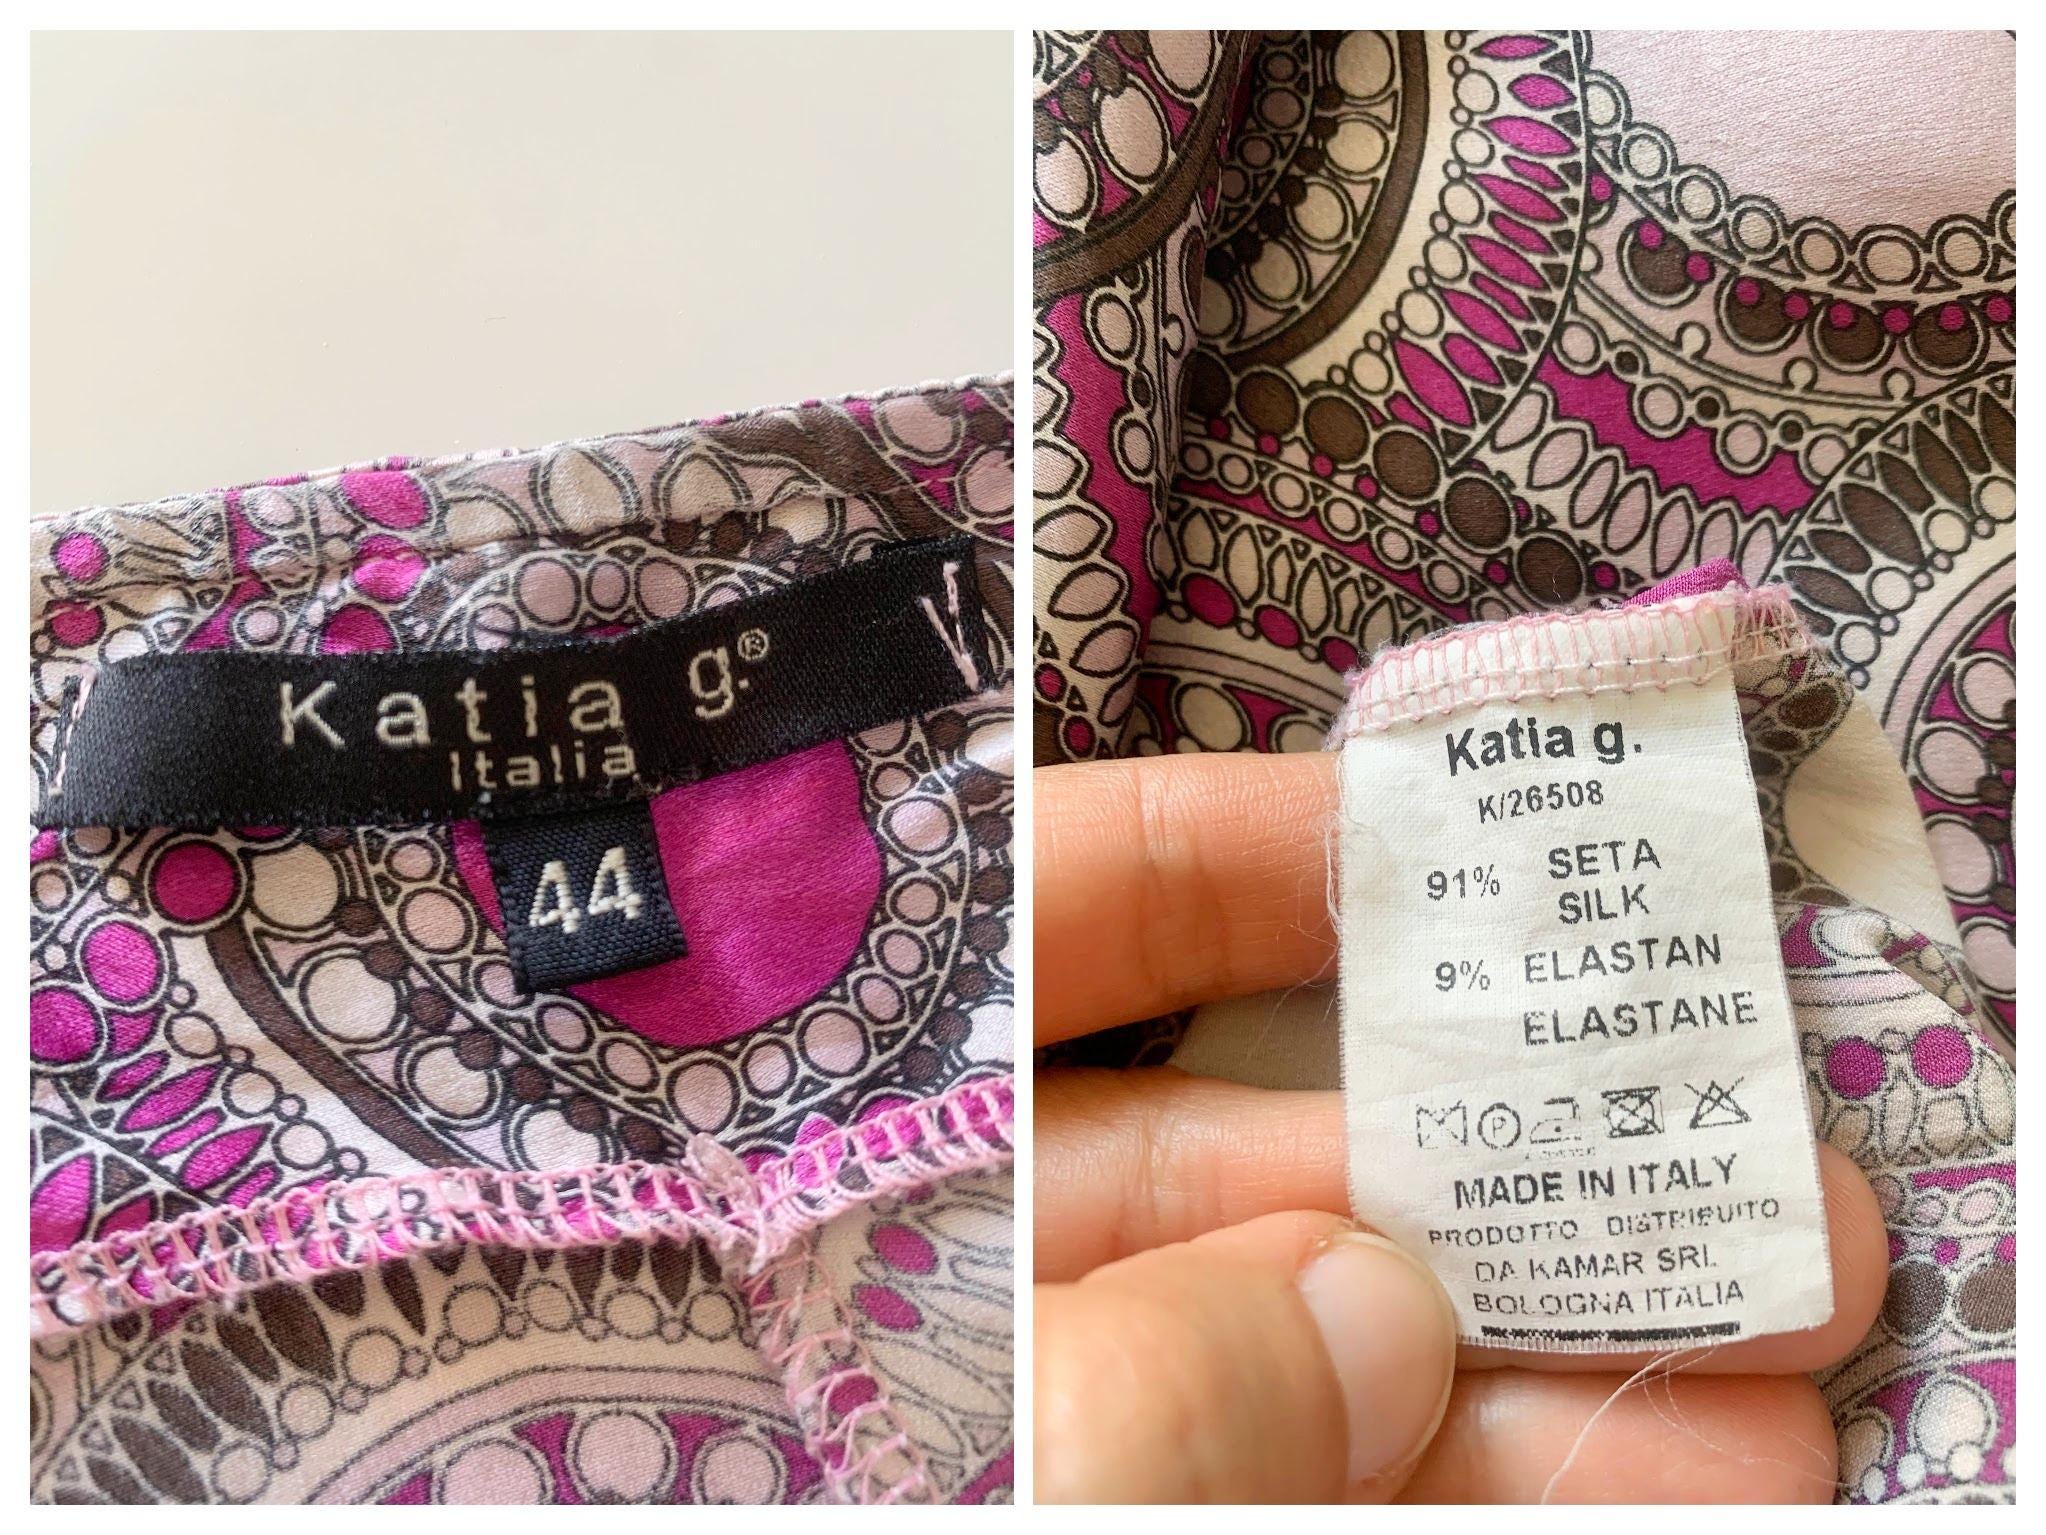 Katia g.®
Italia
44
Katia g.
K/26508
91% SETA
SILK
9% ELASTAN
ELASTANE
P
MADE IN ITALY
PRODOTTO DISTRIBUITO
DA KAMAR SRL
BOLOGNA ITALIA